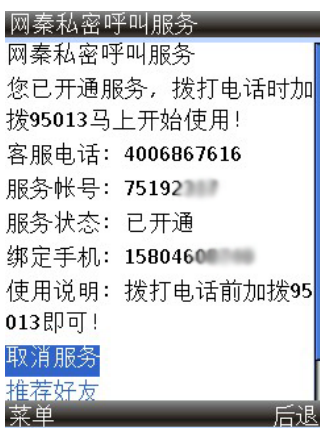 网秦私密呼叫服务
网秦私密呼叫服务
您已开通服务，拨打电话时加
拨95013马上开始使用！
客服电话：4006867616
服务帐号：75192
服务状态：已开通
绑定手机：158046
使用说明：拨打电话前加拨95
013即可！
取消服务
推荐好友
菜单 后退